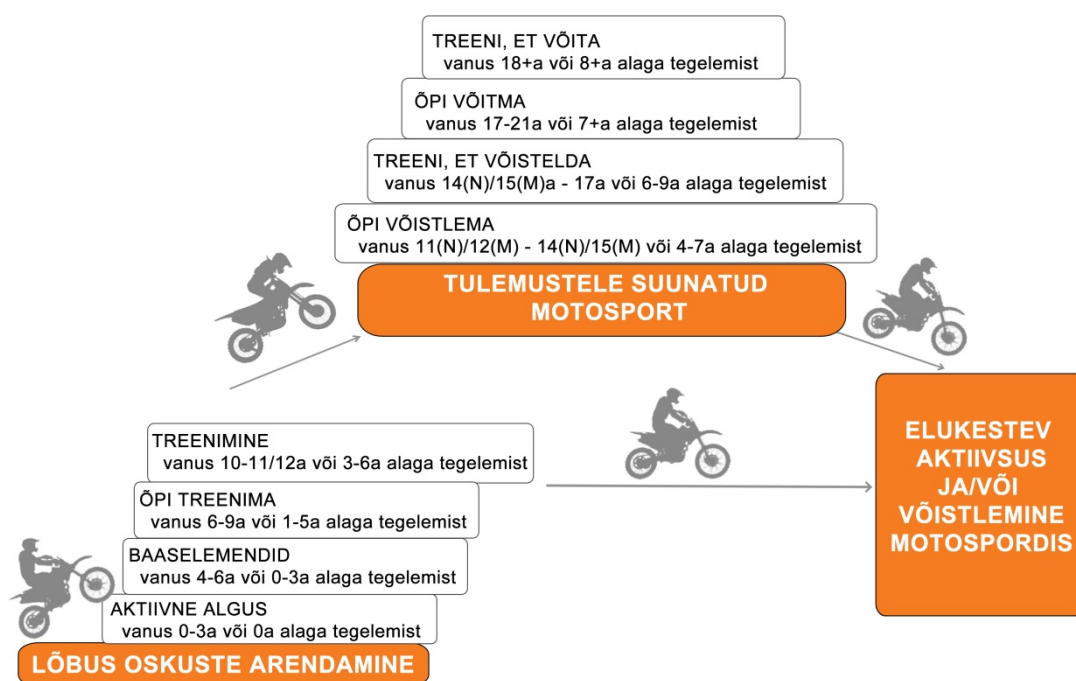 TREENI, ET VÕITA
vanus 18+a või 8+a alaga tegelemist
ÕPI VÕITMA
vanus 17-21a või 7+a alaga tegelemist
TREENI, ET VÕISTELDA
vanus 14(N)/15(M)a - 17a või 6-9a alaga tegelemist
ÕPI VÕISTLEMA
vanus 11(N)/12(M) - 14(N)/15(M) või 4-7a alaga tegelemist
TULEMUSTELE SUUNATUD
MOTOSPORT
TREENIMINE
vanus 10-11/12a või 3-6a alaga tegelemist
ÕPI TREENIMA
vanus 6-9a või 1-5a alaga tegelemist
BAASELEMENDID
vanus 4-6a või 0-3a alaga tegelemist
AKTIIVNE ALGUS
vanus 0-3a või 0a alaga tegelemist
LÕBUS OSKUSTE ARENDAMINE
ELUKESTEV
AKTIIVSUS
JA/VÕI
VÕISTLEMINE
MOTOSPORDIS